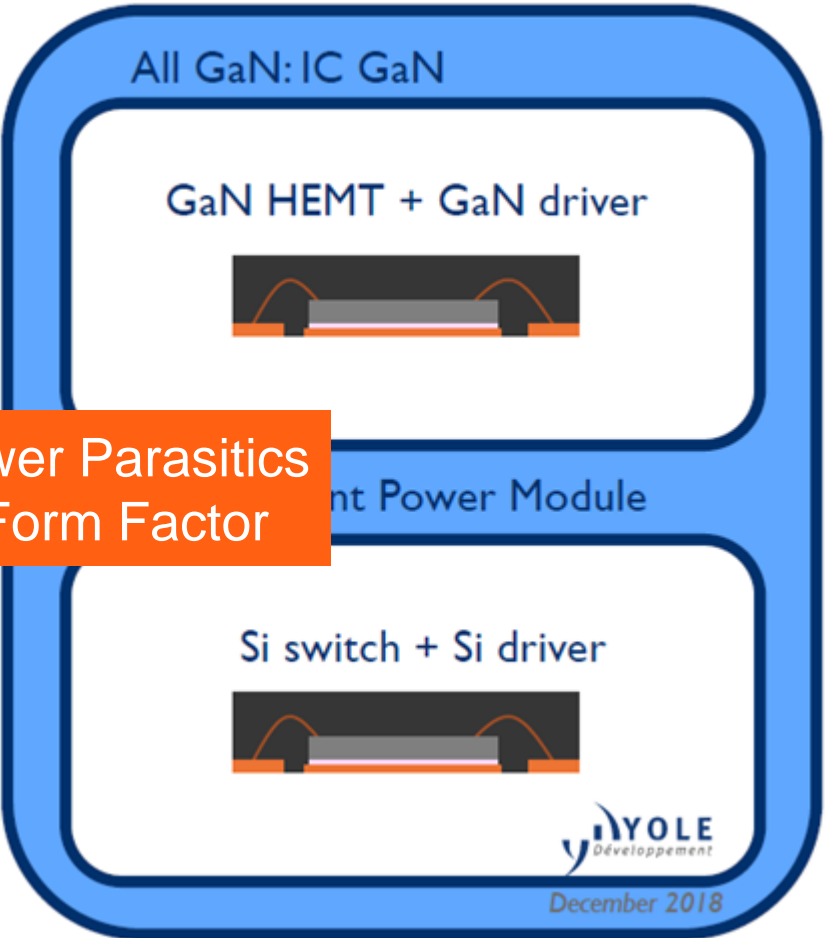 All GaN: IC GaN
GaN HEMT + GaN driver
wer Parasitics
Form Factor
nt Power Module
Si switch + Si driver
YOLE
Développement
December 2018